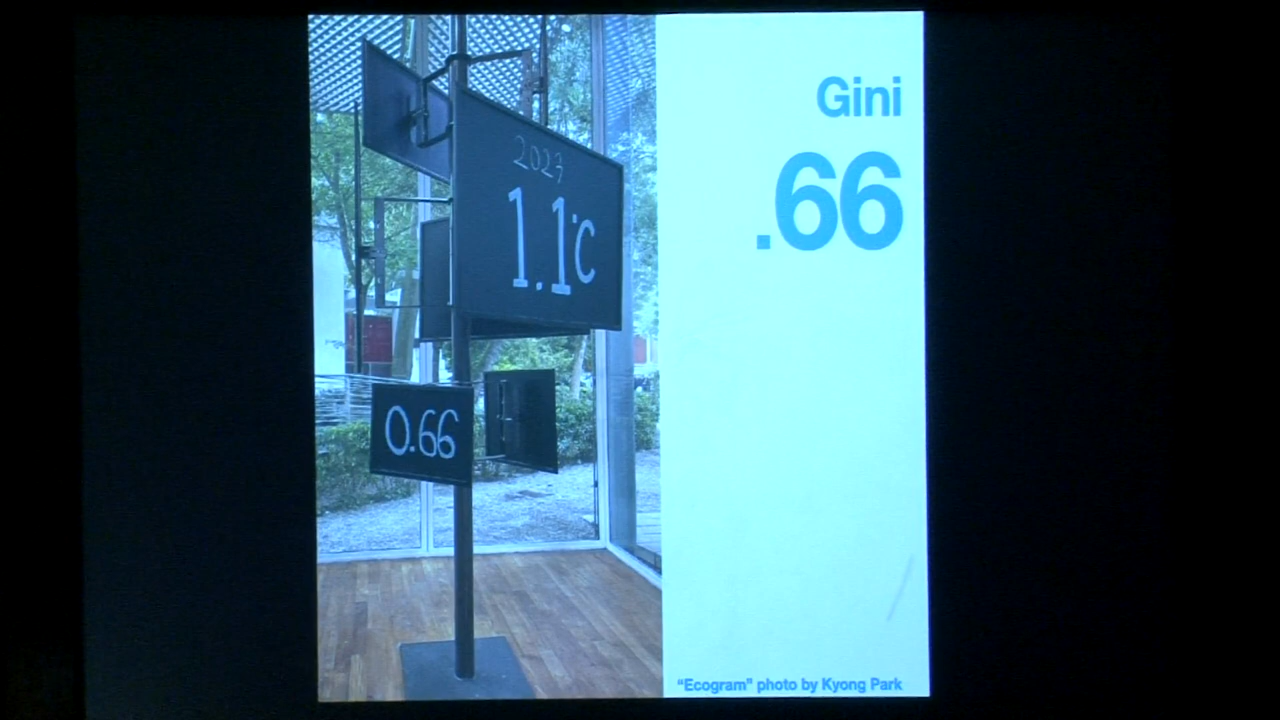 2023
1.1°C
0.66
Gini
.66
“Ecogram” photo by Kyong Park